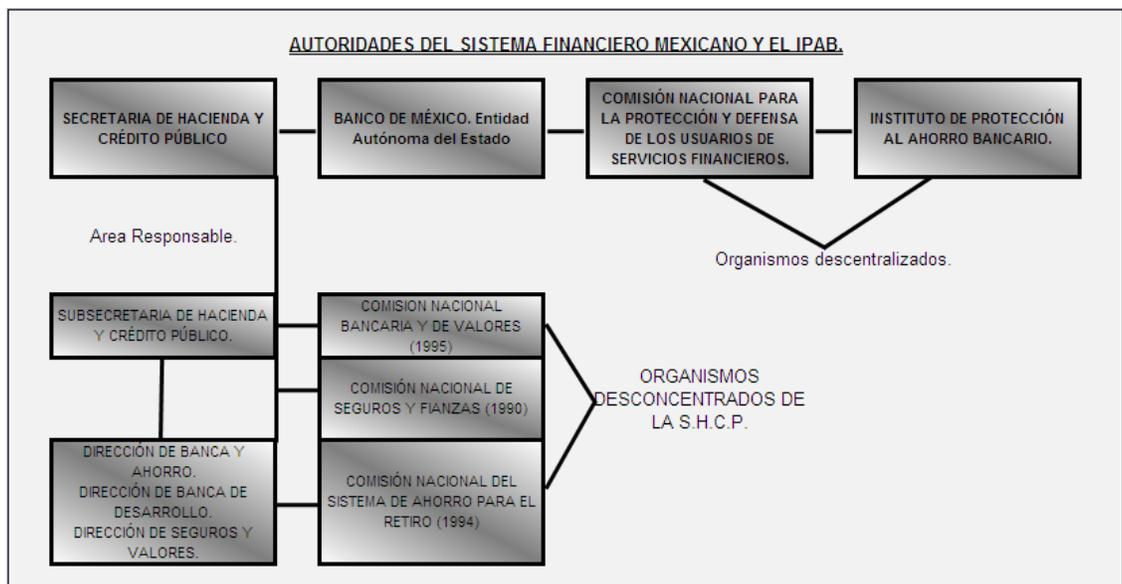 AUTORIDADES DEL SISTEMA FINANCIERO MEXICANO Y EL IPAB.
SECRETARIA DE HACIENDA Y
CRÉDITO PÚBLICO
BANCO DE MÉXICO. Entidad
Autónoma del Estado
COMISIÓN NACIONAL PARA
LA PROTECCIÓN Y DEFENSA
DE LOS USUARIOS DE
SERVICIOS FINANCIEROS.
INSTITUTO DE PROTECCIÓN
AL AHORRO BANCARIO.
Area Responsable.
Organismos descentralizados.
SUBSECRETARIA DE HACIENDA
Y CRÉDITO PÚBLICO.
COMISION NACIONAL
BANCARIA Y DE VALORES
(1995)
COMISIÓN NACIONAL DE
SEGUROS Y FIANZAS (1990)
ORGANISMOS
DESCONCENTRADOS DE
LA S.H.C.P.
DIRECCIÓN DE BANCA Y
AHORRO.
DIRECCIÓN DE BANCA DE
DESARROLLO.
DIRECCIÓN DE SEGUROS Y
VALORES.
COMISIÓN NACIONAL DEL
SISTEMA DE AHORRO PARA EL
RETIRO (1994)